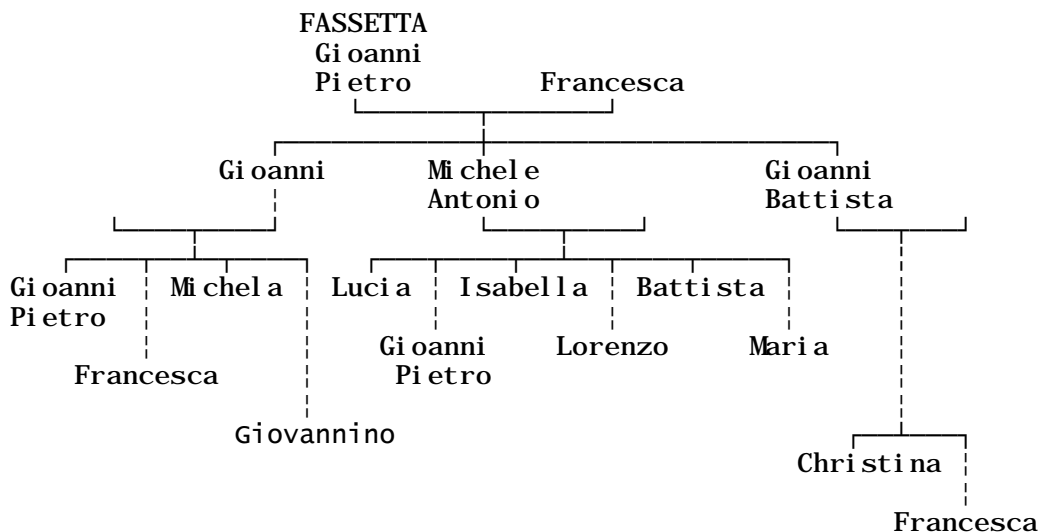 FASSETTA
Gioanni
Pietro Francesca
Gioanni Michele Gioanni
Antonio Battista
Gioanni Michela Lucia Isabella Battista
Pietro
Gioanni Lorenzo Maria
Francesca Pietro
Giovannino
Christina
Francesca